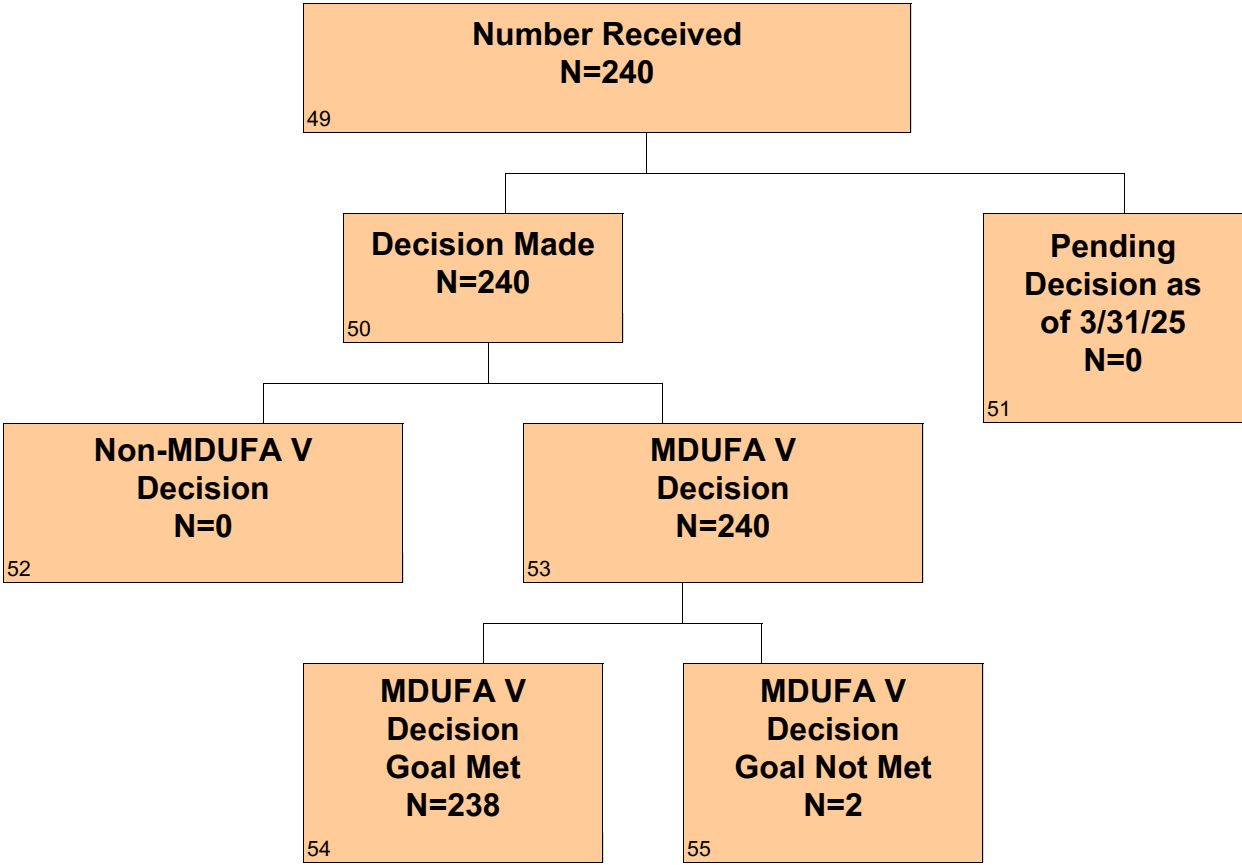 Number Received
N=240
49
Decision Made
N=240
50
Pending
Decision as
of 3/31/25
N=0
51
Non-MDUFA V
Decision
N=0
52
MDUFA V
Decision
N=240
53
MDUFA V
Decision
Goal Met
N=238
54
MDUFA V
Decision
Goal Not Met
N=2
55